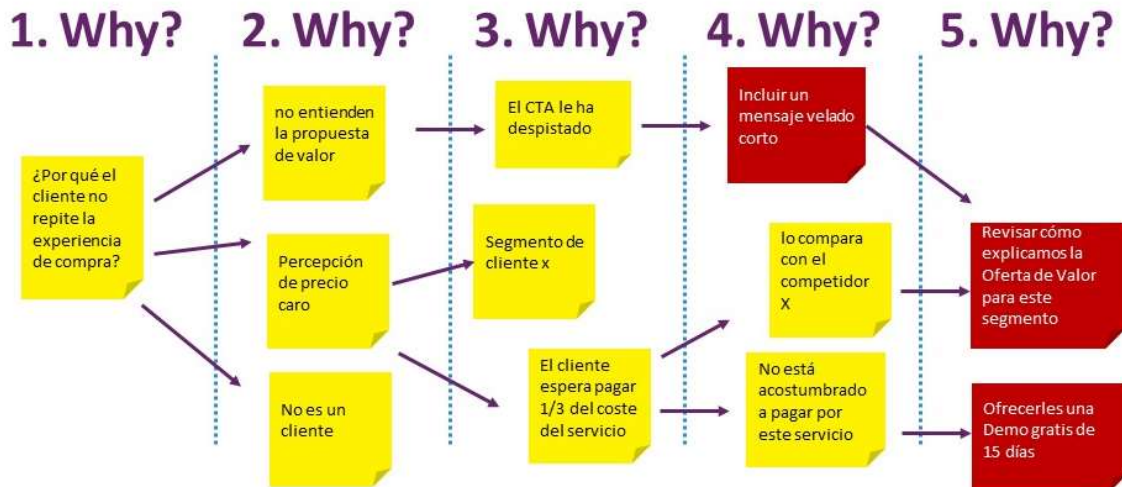 1. Why?
2. Why?
3. Why?
4. Why?
5. Why?
¿Por qué el
cliente no
repite la
experiencia
de compra?
no entienden
la propuesta
de valor
Percepción
de precio
caro
No es un
cliente
El CTA le ha
despistado
Segmento de
cliente x
El cliente
espera pagar
1/3 del coste
del servicio
Incluir un
mensaje velado
corto
lo compara
con el
competidor
X
No está
acostumbrado
a pagar por
este servicio
Revisar cómo
explicamos la
Oferta de Valor
para este
segmento
Ofrecerles una
Demo gratis de
15 días